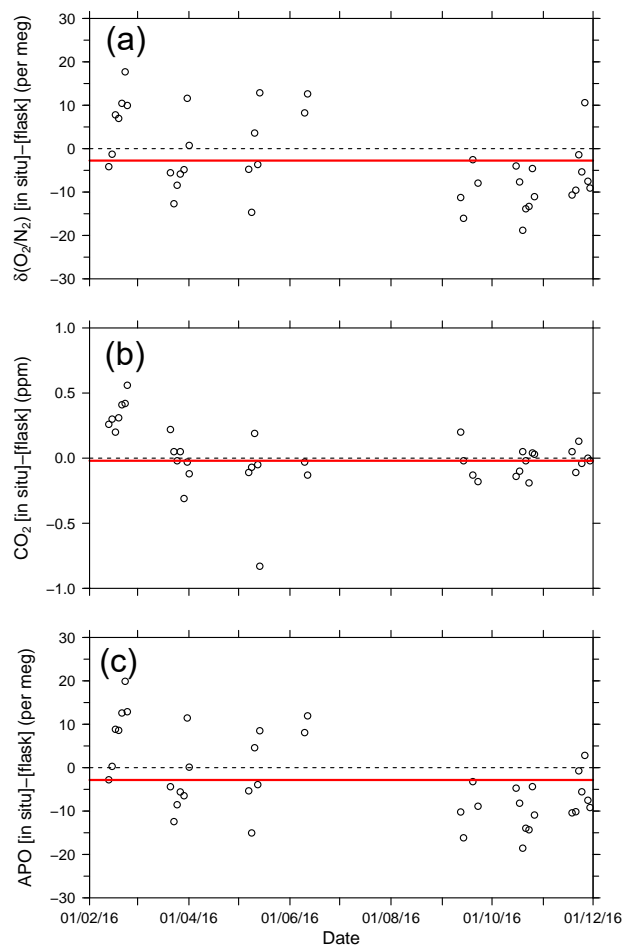 (a)
δ(O₂/N₂) [in situ]−[flask] (per meg)
30
20
10
0
−10
−20
−30
(b)
CO₂ [in situ]−[flask] (ppm)
1.0
0.5
0.0
−0.5
−1.0
(c)
APO [in situ]−[flask] (per meg)
30
20
10
0
−10
−20
−30
01/02/16 01/04/16 01/06/16 01/08/16 01/10/16 01/12/16
Date